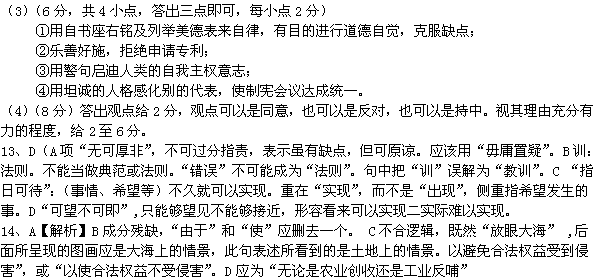 (3)(6分，共4小点，答出三点即可，每小点2分)
①用自书座右铭及列举美德表来自律，有目的进行道德自觉，克服缺点；
②乐善好施，拒绝申请专利；
③用警句启迪人类的自我主权意志；
④用坦诚的人格感化别的代表，使制宪会议达成统一。
(4)(8分)答出观点给2分，观点可以是同意，也可以是反对，也可以是持中。视其理由充分有
力的程度，给2至6分。
13、D(A项“无可厚非”，不可过分指责，表示虽有缺点，但可原谅。应该用“毋庸置疑”。B训：
法则。不能当做典范或法则。“错误”不可能成为“法则”。句中把“训”误解为“教训”。C “指
日可待”：(事情、希望等)不久就可以实现。重在“实现”，而不是“出现”，侧重指希望发生的
事。D“可望不可即”,只能够望见不能够接近，形容看来可以实现二实际难以实现。
14、A【解析】B成分残缺，“由于”和“使”应删去一个。 C不合逻辑，既然“放眼大海” ,后
面所呈现的图画应是大海上的情景，此句表述所看到的是土地上的情景。以避免合法权益受到侵
害”，或“以使合法权益不受侵害”。D应为“无论是农业创收还是工业反哺”